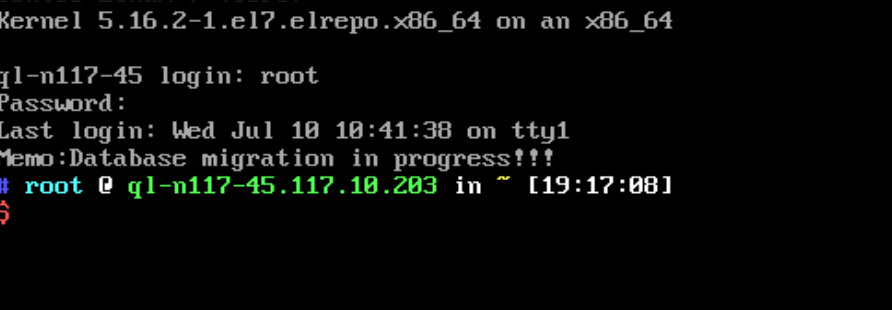 Kernel 5.16.2-1.el7.elrepo.x86_64 on an x86_64
ql-n117-45 login: root
Password:
Last login: Wed Jul 10 10:41:38 on tty1
Memo:Database migration in progress!!!
# root @ ql-n117-45.117.10.203 in ~ [19:17:08]
$